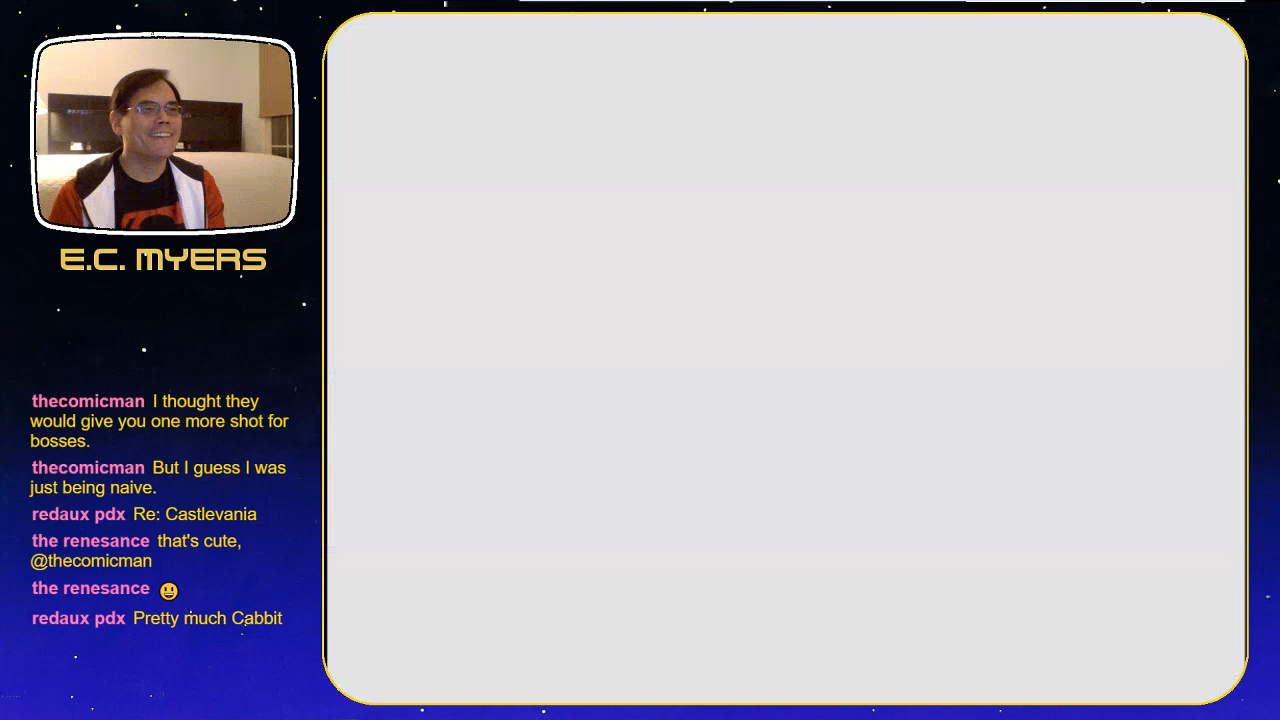 E.C. MYERS
thecomicman I thought they
would give you one more shot for
bosses.
thecomicman But I guess I was
just being naive.
redaux pdx Re: Castlevania
the renesance that's cute,
@thecomicman
the renesance 😃
redaux pdx Pretty much Cabbit